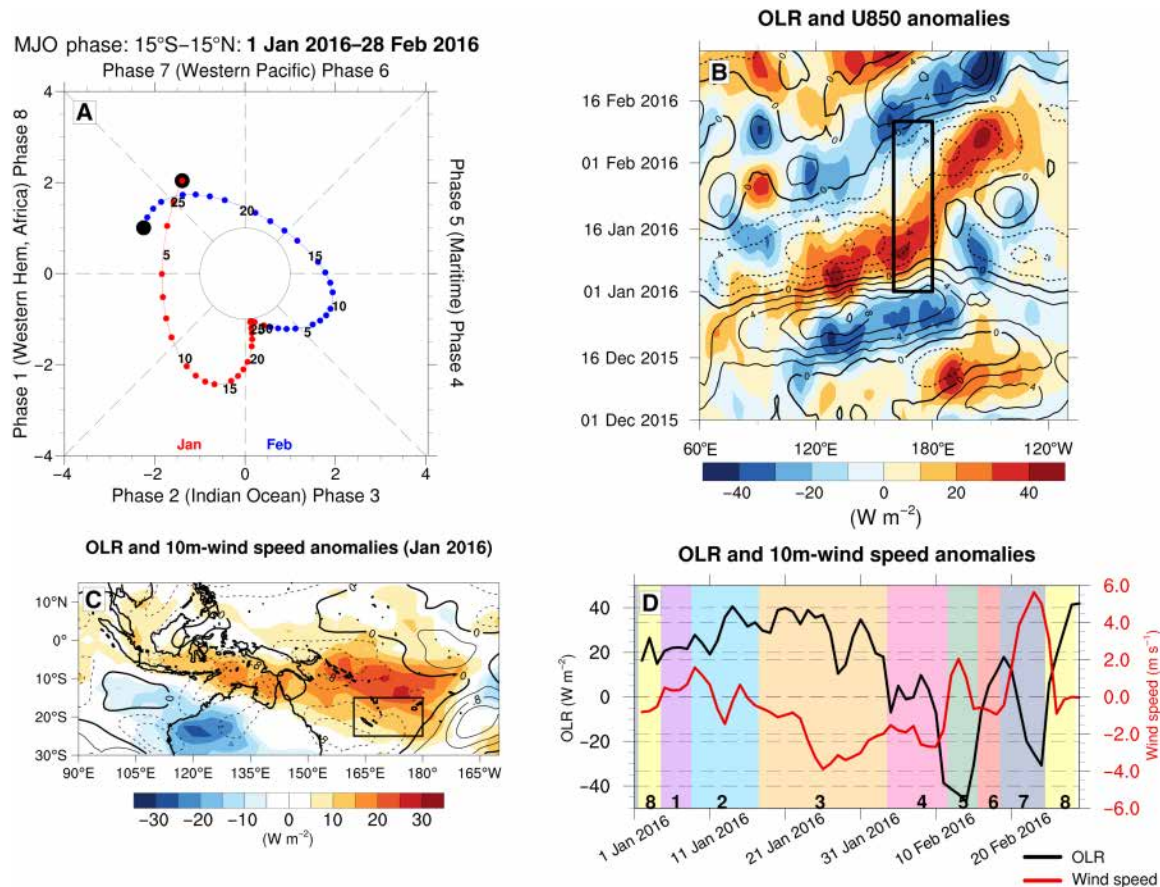 MJO phase: 15°S–15°N: 1 Jan 2016–28 Feb 2016
Phase 7 (Western Pacific) Phase 6
A
Phase 1 (Western Hem, Africa) Phase 8
Phase 5 (Maritime) Phase 4
4
2
0
−2
−4
25
20
15
10
5
5
10
15
20
25
30
Jan
Feb
−4 −2 0 2 4
Phase 2 (Indian Ocean) Phase 3
OLR and U850 anomalies
B
16 Feb 2016
01 Feb 2016
16 Jan 2016
01 Jan 2016
16 Dec 2015
01 Dec 2015
60°E 120°E 180°E 120°W
−40 −20 0 20 40
(W m⁻²)
OLR and 10m-wind speed anomalies (Jan 2016)
C
10°N
0°
10°S
20°S
30°S
90°E 105°E 120°E 135°E 150°E 165°E 180°E 165°W
−30 −20 −10 0 10 20 30
(W m⁻²)
OLR and 10m-wind speed anomalies
D
OLR (W m⁻²)
40
20
0
−20
−40
6.0
4.0
2.0
0.0
−2.0
−4.0
−6.0
Wind speed (m s⁻¹)
8 1 2 3 4 5 6 7 8
1 Jan 2016 11 Jan 2016 21 Jan 2016 31 Jan 2016 10 Feb 2016 20 Feb 2016
OLR
Wind speed